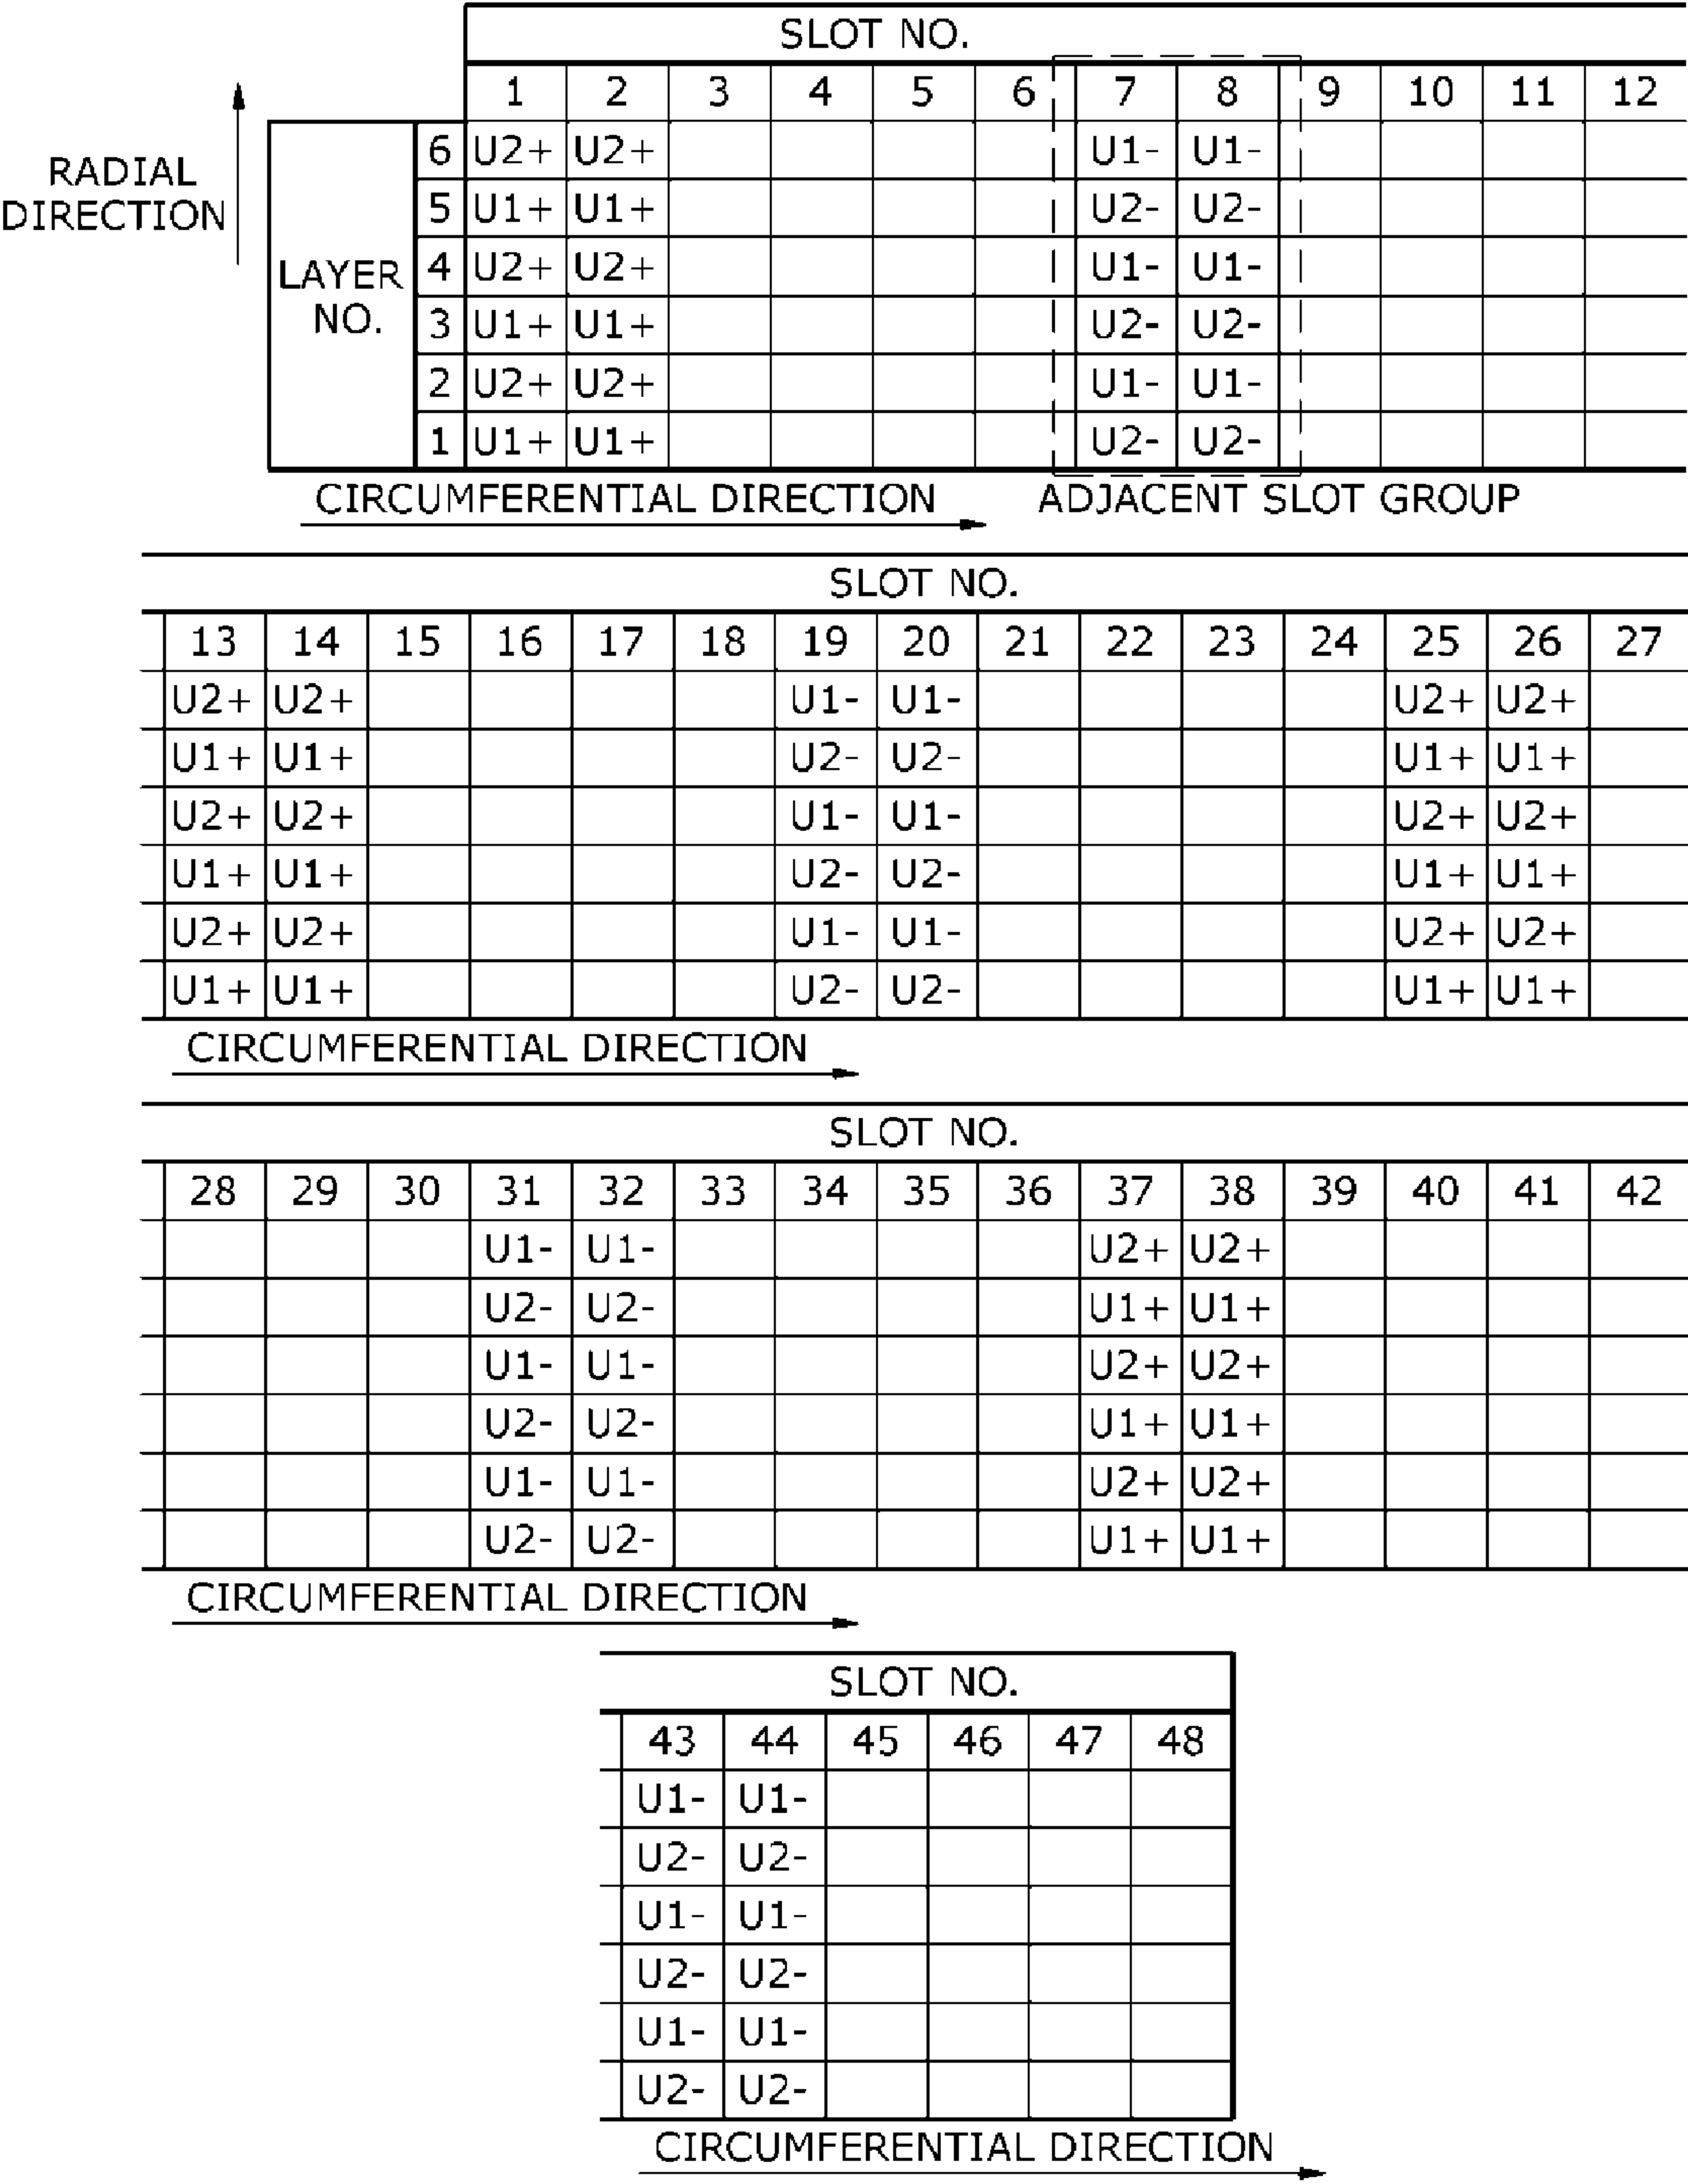 SLOT NO.
1 2 3 4 5 6 7 8 9 10 11 12
RADIAL DIRECTION
LAYER NO.
6 U2+ U2+ U1- U1-
5 U1+ U1+ U2- U2-
4 U2+ U2+ U1- U1-
3 U1+ U1+ U2- U2-
2 U2+ U2+ U1- U1-
1 U1+ U1+ U2- U2-
CIRCUMFERENTIAL DIRECTION ADJACENT SLOT GROUP
SLOT NO.
13 14 15 16 17 18 19 20 21 22 23 24 25 26 27
U2+ U2+ U1- U1- U2+ U2+
U1+ U1+ U2- U2- U1+ U1+
U2+ U2+ U1- U1- U2+ U2+
U1+ U1+ U2- U2- U1+ U1+
U2+ U2+ U1- U1- U2+ U2+
U1+ U1+ U2- U2- U1+ U1+
CIRCUMFERENTIAL DIRECTION
SLOT NO.
28 29 30 31 32 33 34 35 36 37 38 39 40 41 42
U1- U1- U2+ U2+
U2- U2- U1+ U1+
U1- U1- U2+ U2+
U2- U2- U1+ U1+
U1- U1- U2+ U2+
U2- U2- U1+ U1+
CIRCUMFERENTIAL DIRECTION
SLOT NO.
43 44 45 46 47 48
U1- U1-
U2- U2-
U1- U1-
U2- U2-
U1- U1-
U2- U2-
CIRCUMFERENTIAL DIRECTION